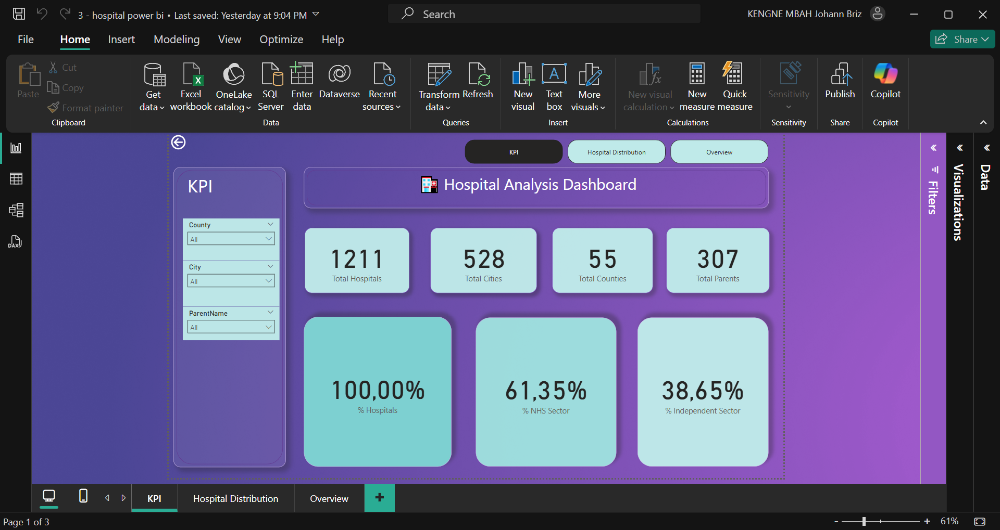 3 - hospital power bi • Last saved: Yesterday at 9:04 PM
Search
KENGNE MBAH Johann Briz
File
Home
Insert
Modeling
View
Optimize
Help
Share
Paste
Cut
Copy
Format painter
Clipboard
Get data
Excel workbook
OneLake catalog
SQL Server
Enter data
Dataverse
Recent sources
Data
Transform data
Refresh
Queries
New visual
Text box
More visuals
Insert
New visual calculation
New measure
Quick measure
Calculations
Sensitivity
Sensitivity
Publish
Share
Copilot
Copilot
DAX
KPI
Hospital Distribution
Overview
KPI
Hospital Analysis Dashboard
County
All
City
All
ParentName
All
1211
Total Hospitals
528
Total Cities
55
Total Counties
307
Total Parents
100,00%
% Hospitals
61,35%
% NHS Sector
38,65%
% Independent Sector
Filters
Visualizations
Data
KPI
Hospital Distribution
Overview
Page 1 of 3
61%